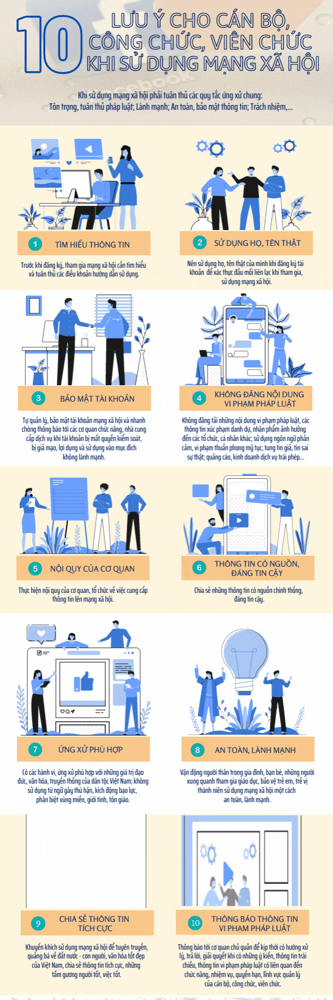 10
LƯU Ý CHO CÁN BỘ,
CÔNG CHỨC, VIÊN CHỨC
KHI SỬ DỤNG MẠNG XÃ HỘI
facebook
Khi sử dụng mạng xã hội phải tuân thủ các quy tắc ứng xử chung:
Tôn trọng, tuân thủ pháp luật; Lành mạnh; An toàn, bảo mật thông tin; Trách nhiệm,...
1 TÌM HIỂU THÔNG TIN
Trước khi đăng ký, tham gia mạng xã hội cần tìm hiểu
và tuân thủ các điều khoản hướng dẫn sử dụng.
2 SỬ DỤNG HỌ, TÊN THẬT
Nên sử dụng họ, tên thật của mình khi đăng ký tài
khoản để xác thực đầu mối liên lạc khi tham gia,
sử dụng mạng xã hội.
3 BẢO MẬT TÀI KHOẢN
Tự quản lý, bảo mật tài khoản mạng xã hội và nhanh
chóng thông báo tới các cơ quan chức năng, nhà cung
cấp dịch vụ khi tài khoản bị mất quyền kiểm soát,
bị giả mạo, lợi dụng và sử dụng vào mục đích
không lành mạnh.
4 KHÔNG ĐĂNG NỘI DUNG
VI PHẠM PHÁP LUẬT
Không đăng tải những nội dung vi phạm pháp luật, các
thông tin xúc phạm danh dự, nhân phẩm ảnh hưởng
đến các tổ chức, cá nhân khác; sử dụng ngôn ngữ phản
cảm, vi phạm thuần phong mỹ tục; tung tin giả, tin sai
sự thật; quảng cáo, kinh doanh dịch vụ trái phép...
5 NỘI QUY CỦA CƠ QUAN
Thực hiện nội quy của cơ quan, tổ chức về việc cung cấp
thông tin lên mạng xã hội.
6 THÔNG TIN CÓ NGUỒN,
ĐÁNG TIN CẬY
Chia sẻ những thông tin có nguồn chính thống,
đáng tin cậy.
7 ỨNG XỬ PHÙ HỢP
Có các hành vi, ứng xử phù hợp với những giá trị đạo
đức, văn hóa, truyền thống của dân tộc Việt Nam; không
sử dụng từ ngữ gây thù hận, kích động bạo lực,
phân biệt vùng miền, giới tính, tôn giáo.
8 AN TOÀN, LÀNH MẠNH
Vận động người thân trong gia đình, bạn bè, những người
xung quanh tham gia giáo dục, bảo vệ trẻ em, trẻ vị
thành niên sử dụng mạng xã hội một cách
an toàn, lành mạnh.
9 CHIA SẺ THÔNG TIN
TÍCH CỰC
Khuyến khích sử dụng mạng xã hội để tuyên truyền,
quảng bá về đất nước - con người, văn hóa tốt đẹp
của Việt Nam, chia sẻ thông tin tích cực, những
tấm gương người tốt, việc tốt.
10 THÔNG BÁO THÔNG TIN
VI PHẠM PHÁP LUẬT
Thông báo tới cơ quan chủ quản để kịp thời có hướng xử
lý, trả lời, giải quyết khi có những ý kiến, thông tin trái
chiều, thông tin vi phạm pháp luật có liên quan đến
chức năng, nhiệm vụ, quyền hạn, lĩnh vực quản lý
của cán bộ, công chức, viên chức.